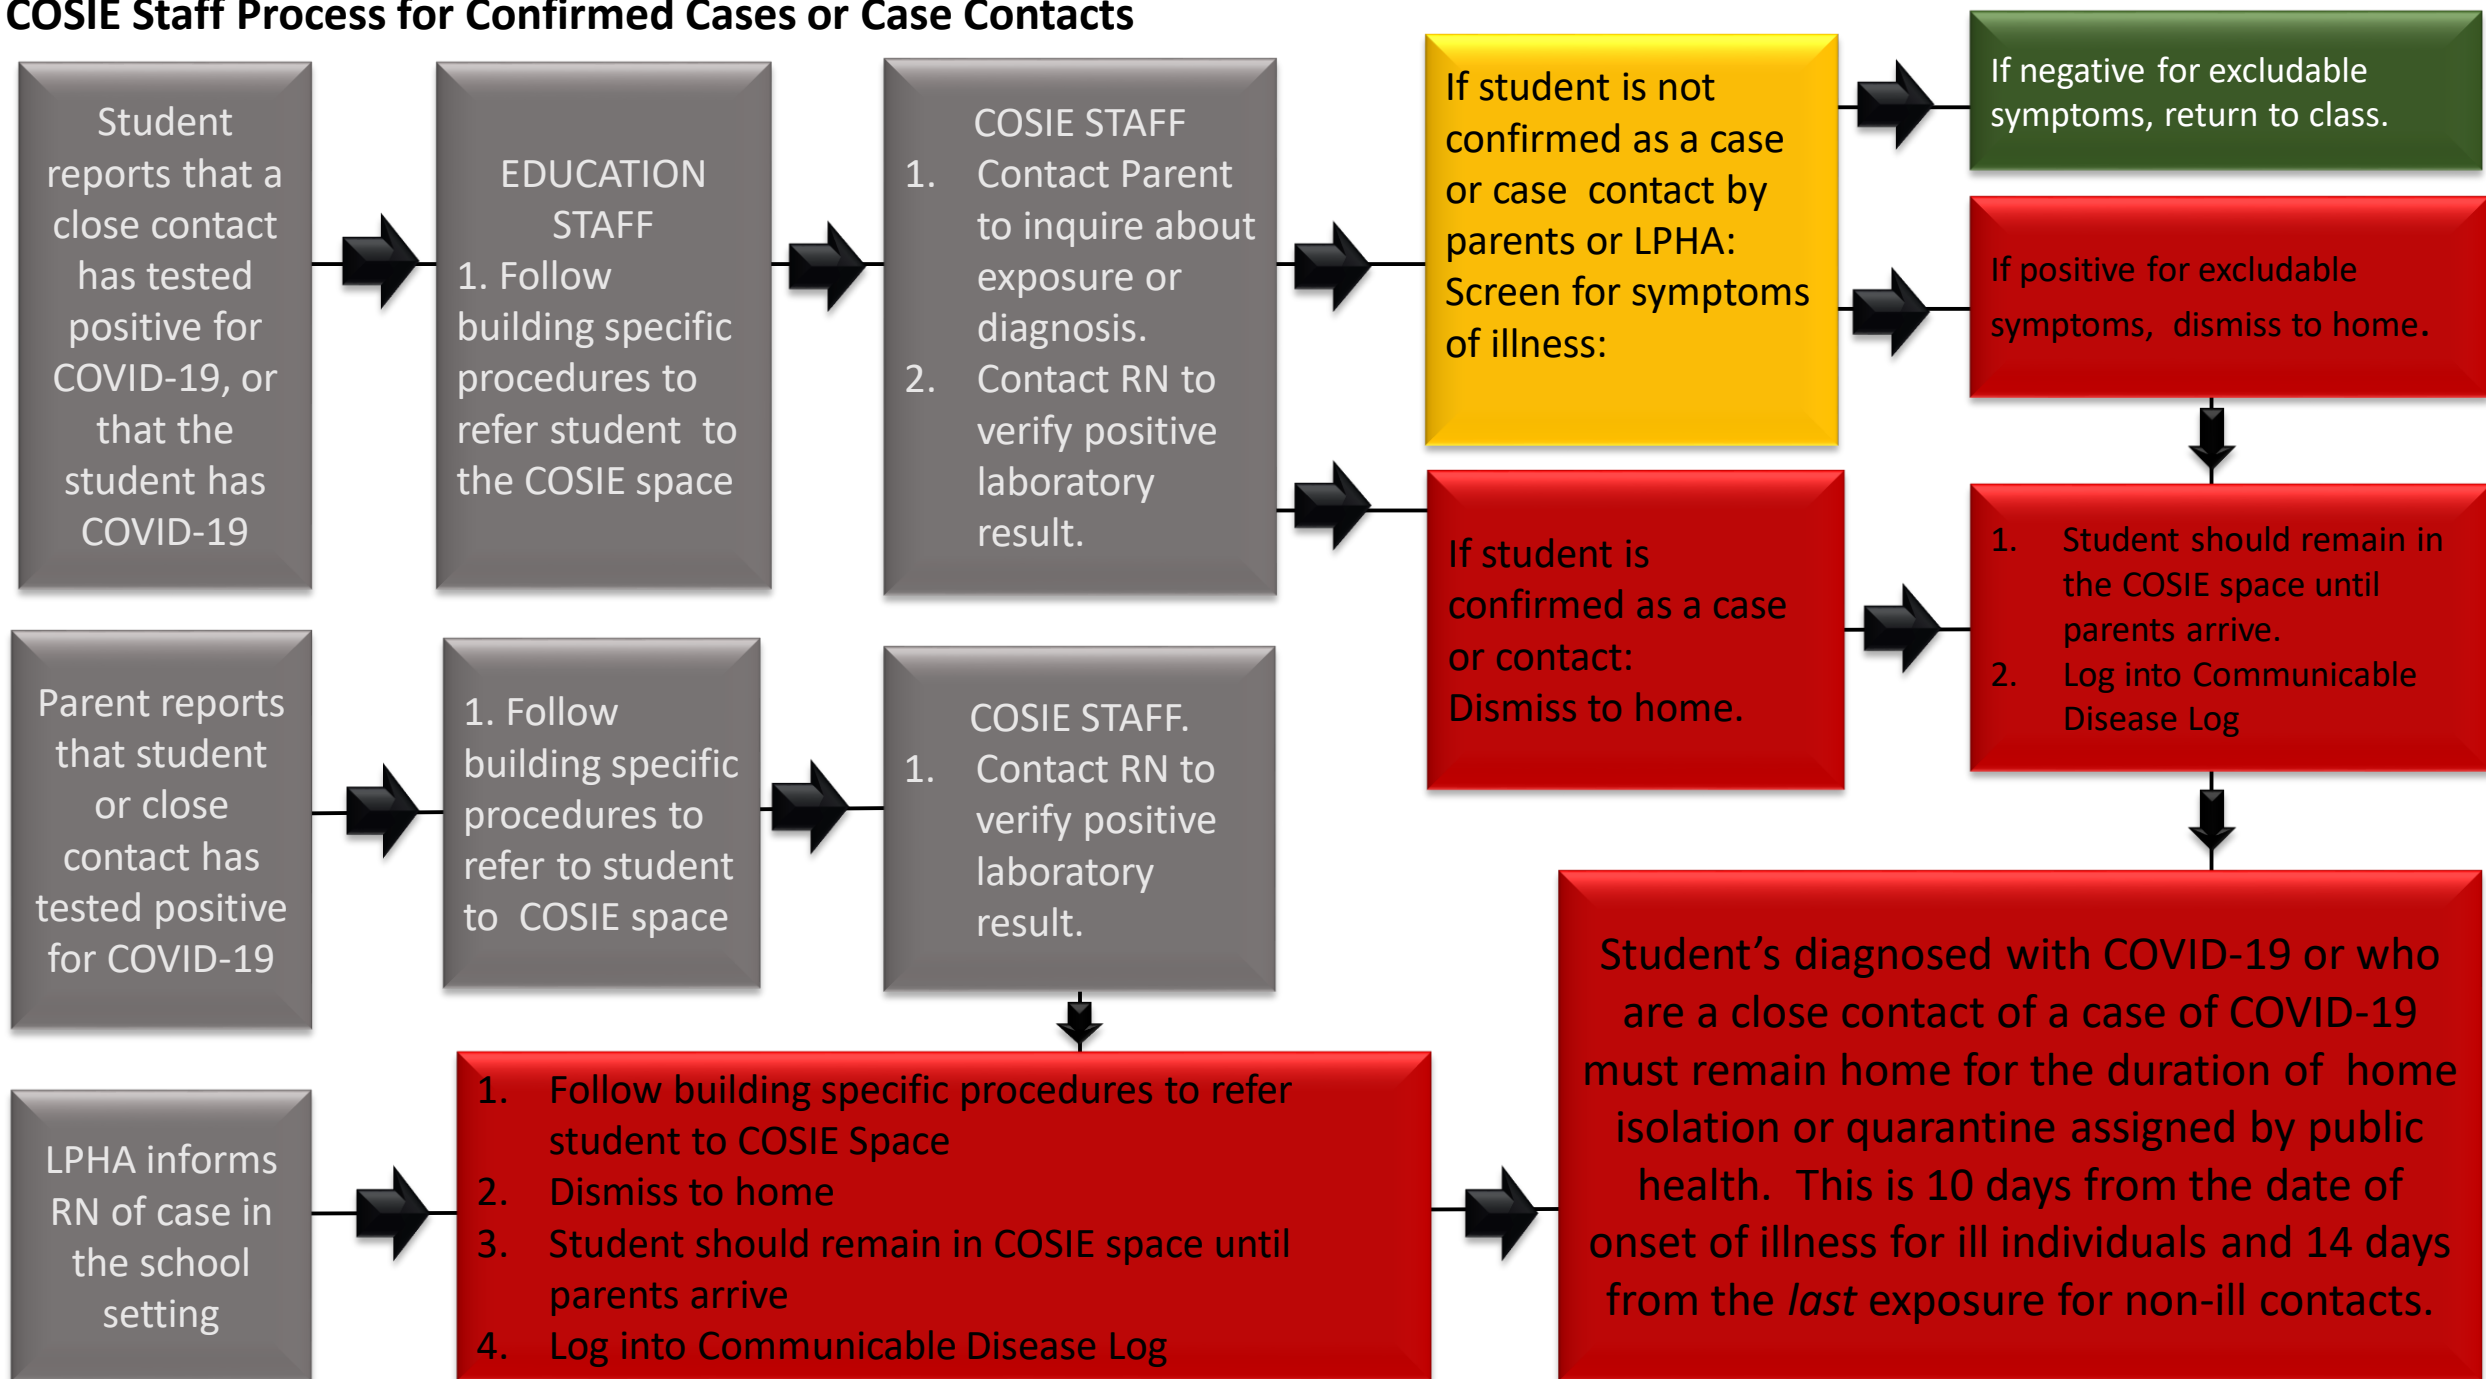 COSIE Staff Process for Confirmed Cases or Case Contacts
Student
reports that a
close contact
has tested
positive for
COVID-19, or
that the
student has
COVID-19
EDUCATION
STAFF
1. Follow
building specific
procedures to
refer student to
the COSIE space
COSIE STAFF
1. Contact Parent
to inquire about
exposure or
diagnosis.
2. Contact RN to
verify positive
laboratory
result.
If student is not
confirmed as a case
or case contact by
parents or LPHA:
Screen for symptoms
of illness:
If negative for excludable
symptoms, return to class.
If positive for excludable
symptoms, dismiss to home.
If student is
confirmed as a case
or contact:
Dismiss to home.
1. Student should remain in
the COSIE space until
parents arrive.
2. Log into Communicable
Disease Log
Parent reports
that student
or close
contact has
tested positive
for COVID-19
1. Follow
building specific
procedures to
refer to student
to COSIE space
COSIE STAFF.
1. Contact RN to
verify positive
laboratory
result.
LPHA informs
RN of case in
the school
setting
1. Follow building specific procedures to refer
student to COSIE Space
2. Dismiss to home
3. Student should remain in COSIE space until
parents arrive
4. Log into Communicable Disease Log
Student’s diagnosed with COVID-19 or who
are a close contact of a case of COVID-19
must remain home for the duration of home
isolation or quarantine assigned by public
health. This is 10 days from the date of
onset of illness for ill individuals and 14 days
from the last exposure for non-ill contacts.